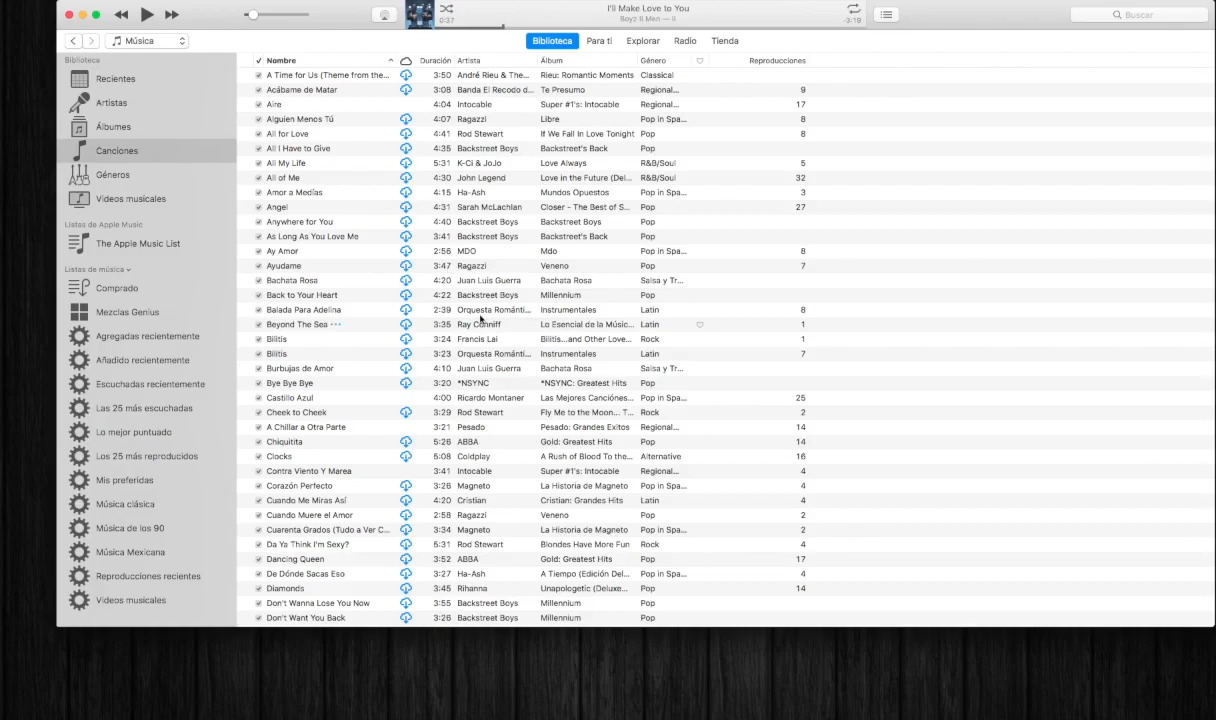 I'll Make Love to You
0:37 Boyz II Men — II -3:19
Buscar
Música
Biblioteca Para ti Explorar Radio Tienda
Biblioteca
Recientes
Artistas
Álbumes
Canciones
Géneros
Videos musicales
Listas de Apple Music
The Apple Music List
Listas de música
Comprado
Mezclas Genius
Agregadas recientemente
Añadido recientemente
Escuchadas recientemente
Las 25 más escuchadas
Lo mejor puntuado
Los 25 más reproducidos
Mis preferidas
Música clásica
Música de los 90
Música Mexicana
Reproducciones recientes
Videos musicales
Nombre Duración Artista Álbum Género Reproducciones
A Time for Us (Theme from the... 3:50 André Rieu & The... Rieu: Romantic Moments Classical
Acábame de Matar 3:08 Banda El Recodo d... Te Presumo Regional... 9
Aire 4:04 Intocable Super #1's: Intocable Regional... 17
Alguien Menos Tú 4:07 Ragazzi Libre Pop in Spa... 8
All for Love 4:41 Rod Stewart If We Fall In Love Tonight Pop 8
All I Have to Give 4:35 Backstreet Boys Backstreet's Back Pop
All My Life 5:31 K-Ci & JoJo Love Always R&B/Soul 5
All of Me 4:30 John Legend Love in the Future (Del... R&B/Soul 32
Amor a Medías 4:15 Ha-Ash Mundos Opuestos Pop in Spa... 3
Angel 4:31 Sarah McLachlan Closer - The Best of S... Pop 27
Anywhere for You 4:40 Backstreet Boys Backstreet Boys Pop
As Long As You Love Me 3:41 Backstreet Boys Backstreet's Back Pop
Ay Amor 2:56 MDO Mdo Pop in Spa... 8
Ayudame 3:47 Ragazzi Veneno Pop 7
Bachata Rosa 4:20 Juan Luis Guerra Bachata Rosa Salsa y Tr...
Back to Your Heart 4:22 Backstreet Boys Millennium Pop
Balada Para Adelina 2:39 Orquesta Románti... Instrumentales Latin 8
Beyond The Sea ••• 3:35 Ray Conniff Lo Esencial de la Músic... Latin 1
Bilitis 3:24 Francis Lai Bilitis...and Other Love... Rock 1
Bilitis 3:23 Orquesta Románti... Instrumentales Latin 7
Burbujas de Amor 4:10 Juan Luis Guerra Bachata Rosa Salsa y Tr...
Bye Bye Bye 3:20 *NSYNC *NSYNC: Greatest Hits Pop
Castillo Azul 4:00 Ricardo Montaner Las Mejores Canciónes... Pop in Spa... 25
Cheek to Cheek 3:29 Rod Stewart Fly Me to the Moon... T... Rock 2
A Chillar a Otra Parte 3:21 Pesado Pesado: Grandes Exitos Regional... 14
Chiquitita 5:26 ABBA Gold: Greatest Hits Pop 14
Clocks 5:08 Coldplay A Rush of Blood To the... Alternative 16
Contra Viento Y Marea 3:41 Intocable Super #1's: Intocable Regional... 4
Corazón Perfecto 3:26 Magneto La Historia de Magneto Pop in Spa... 4
Cuando Me Miras Así 4:20 Cristian Cristian: Grandes Hits Latin 4
Cuando Muere el Amor 2:58 Ragazzi Veneno Pop 2
Cuarenta Grados (Tudo a Ver C... 3:34 Magneto La Historia de Magneto Pop in Spa... 2
Da Ya Think I'm Sexy? 5:31 Rod Stewart Blondes Have More Fun Rock 4
Dancing Queen 3:52 ABBA Gold: Greatest Hits Pop 17
De Dónde Sacas Eso 3:27 Ha-Ash A Tiempo (Edición Del... Pop in Spa... 4
Diamonds 3:45 Rihanna Unapologetic (Deluxe... Pop 14
Don't Wanna Lose You Now 3:55 Backstreet Boys Millennium Pop
Don't Want You Back 3:26 Backstreet Boys Millennium Pop